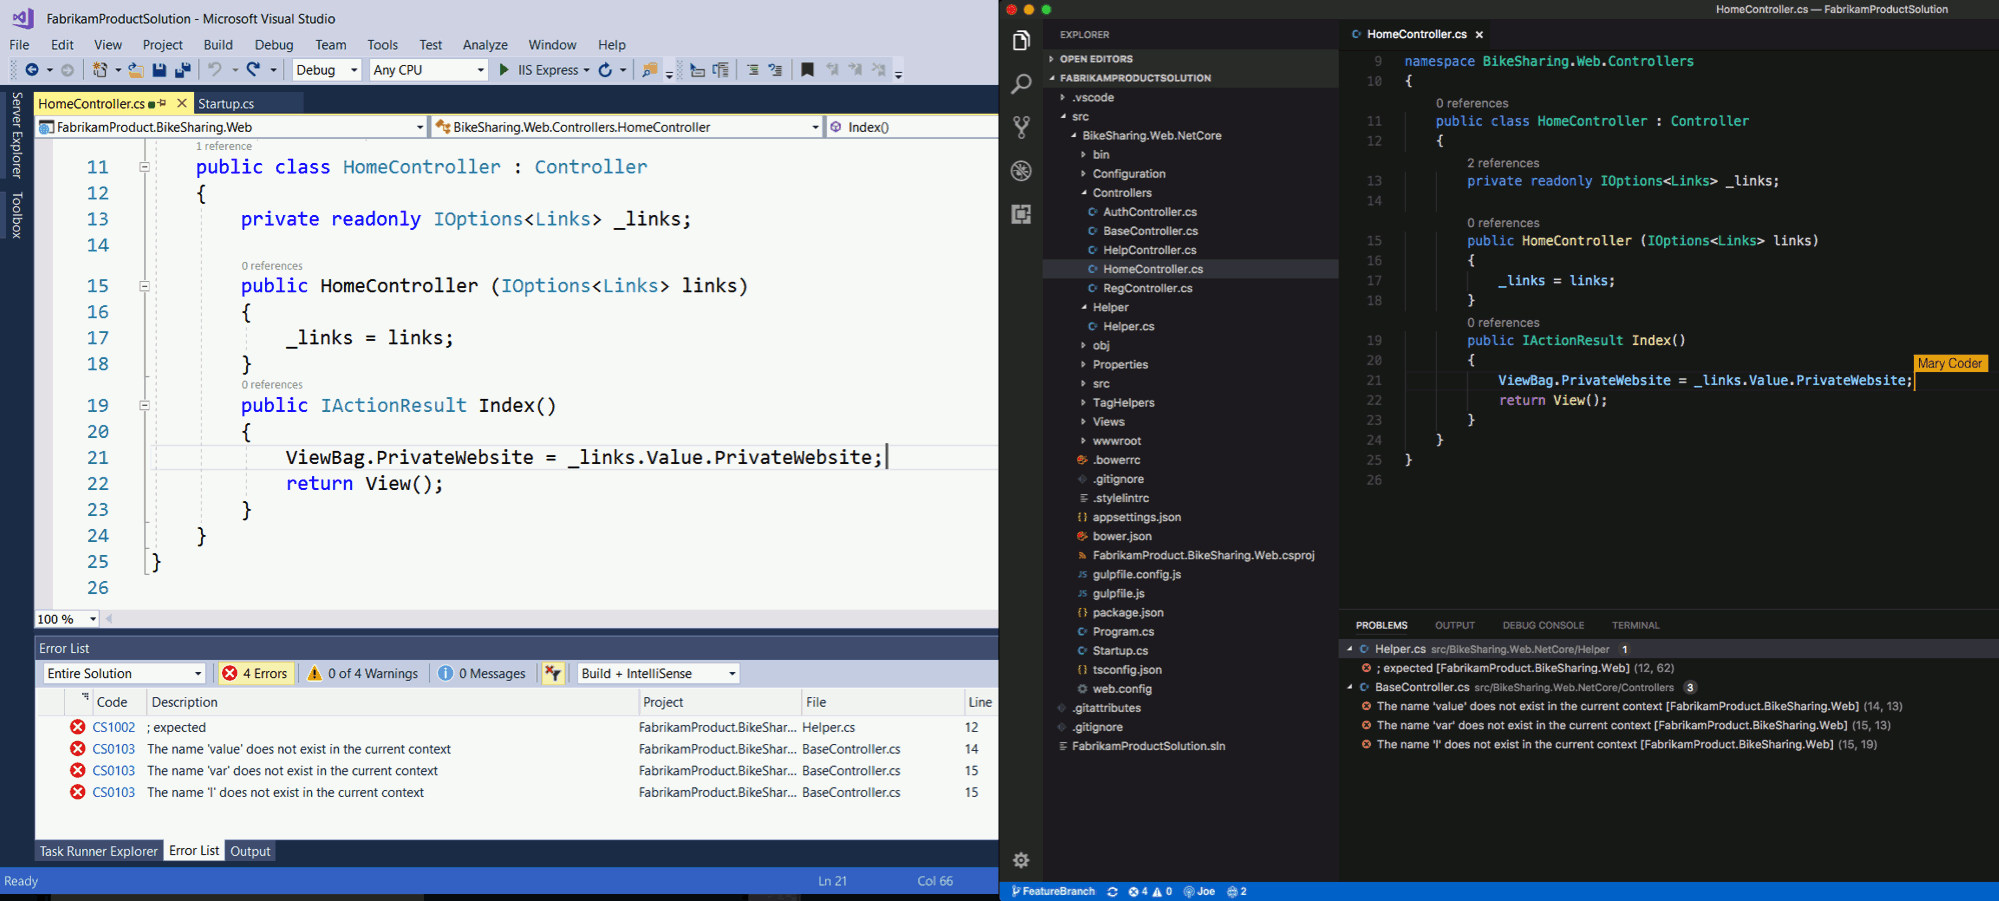 FabrikamProductSolution - Microsoft Visual Studio
File Edit View Project Build Debug Team Tools Test Analyze Window Help
Debug Any CPU IIS Express
Server Explorer
Toolbox
HomeController.cs Startup.cs
FabrikamProduct.BikeSharing.Web BikeSharing.Web.Controllers.HomeController Index()
1 reference
11 public class HomeController : Controller
12 {
13 private readonly IOptions<Links> _links;
14
0 references
15 public HomeController (IOptions<Links> links)
16 {
17 _links = links;
18 }
0 references
19 public IActionResult Index()
20 {
21 ViewBag.PrivateWebsite = _links.Value.PrivateWebsite;
22 return View();
23 }
24 }
25 }
26
100 %
Error List
Entire Solution 4 Errors 0 of 4 Warnings 0 Messages Build + IntelliSense
Code Description Project File Line
CS1002 ; expected FabrikamProduct.BikeShar... Helper.cs 12
CS0103 The name 'value' does not exist in the current context FabrikamProduct.BikeShar... BaseController.cs 14
CS0103 The name 'var' does not exist in the current context FabrikamProduct.BikeShar... BaseController.cs 15
CS0103 The name 'l' does not exist in the current context FabrikamProduct.BikeShar... BaseController.cs 15
Task Runner Explorer Error List Output
Ready Ln 21 Col 66
HomeController.cs — FabrikamProductSolution
EXPLORER
OPEN EDITORS
FABRIKAMPRODUCTSOLUTION
.vscode
src
BikeSharing.Web.NetCore
bin
Configuration
Controllers
AuthController.cs
BaseController.cs
HelpController.cs
HomeController.cs
RegController.cs
Helper
Helper.cs
obj
Properties
src
TagHelpers
Views
wwwroot
.bowerrc
.gitignore
.stylelintrc
appsettings.json
bower.json
FabrikamProduct.BikeSharing.Web.csproj
gulpfile.config.js
gulpfile.js
package.json
Program.cs
Startup.cs
tsconfig.json
web.config
.gitattributes
.gitignore
FabrikamProductSolution.sln
HomeController.cs
9 namespace BikeSharing.Web.Controllers
10 {
0 references
11 public class HomeController : Controller
12 {
2 references
13 private readonly IOptions<Links> _links;
14
0 references
15 public HomeController (IOptions<Links> links)
16 {
17 _links = links;
18 }
0 references
19 public IActionResult Index()
20 {
Mary Coder
21 ViewBag.PrivateWebsite = _links.Value.PrivateWebsite;
22 return View();
23 }
24 }
25 }
26
PROBLEMS OUTPUT DEBUG CONSOLE TERMINAL
Helper.cs src/BikeSharing.Web.NetCore/Helper 1
; expected [FabrikamProduct.BikeSharing.Web] (12, 62)
BaseController.cs src/BikeSharing.Web.NetCore/Controllers 3
The name 'value' does not exist in the current context [FabrikamProduct.BikeSharing.Web] (14, 13)
The name 'var' does not exist in the current context [FabrikamProduct.BikeSharing.Web] (15, 13)
The name 'l' does not exist in the current context [FabrikamProduct.BikeSharing.Web] (15, 19)
FeatureBranch 4 0 Joe 2